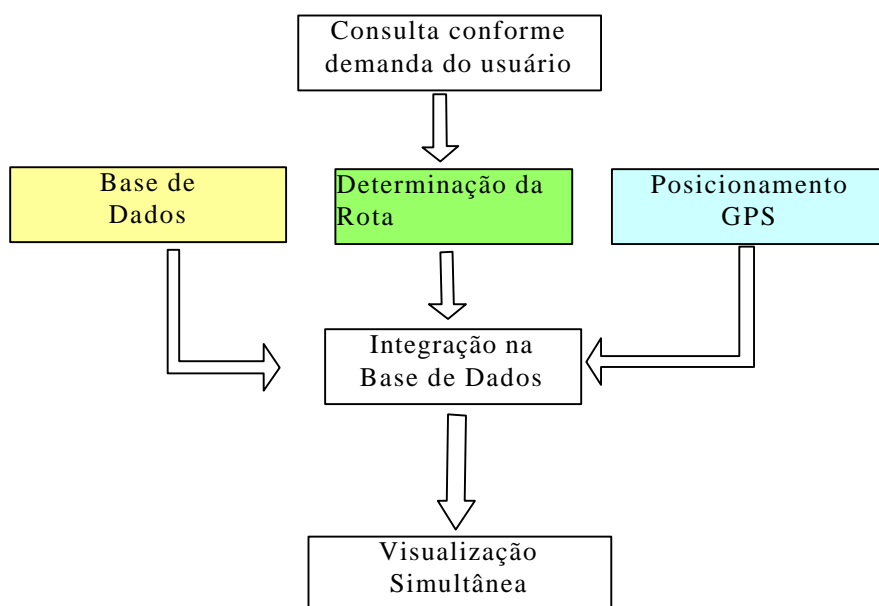 Consulta conforme
demanda do usuário
Base de
Dados
Determinação da
Rota
Posicionamento
GPS
Integração na
Base de Dados
Visualização
Simultânea